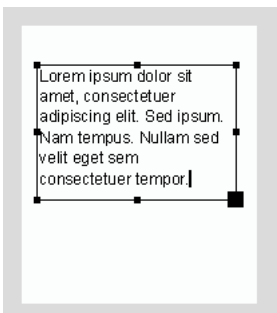 Lorem ipsum dolor sit
amet, consectetuer
adipiscing elit. Sed ipsum.
Nam tempus. Nullam sed
velit eget sem
consectetuer tempor.